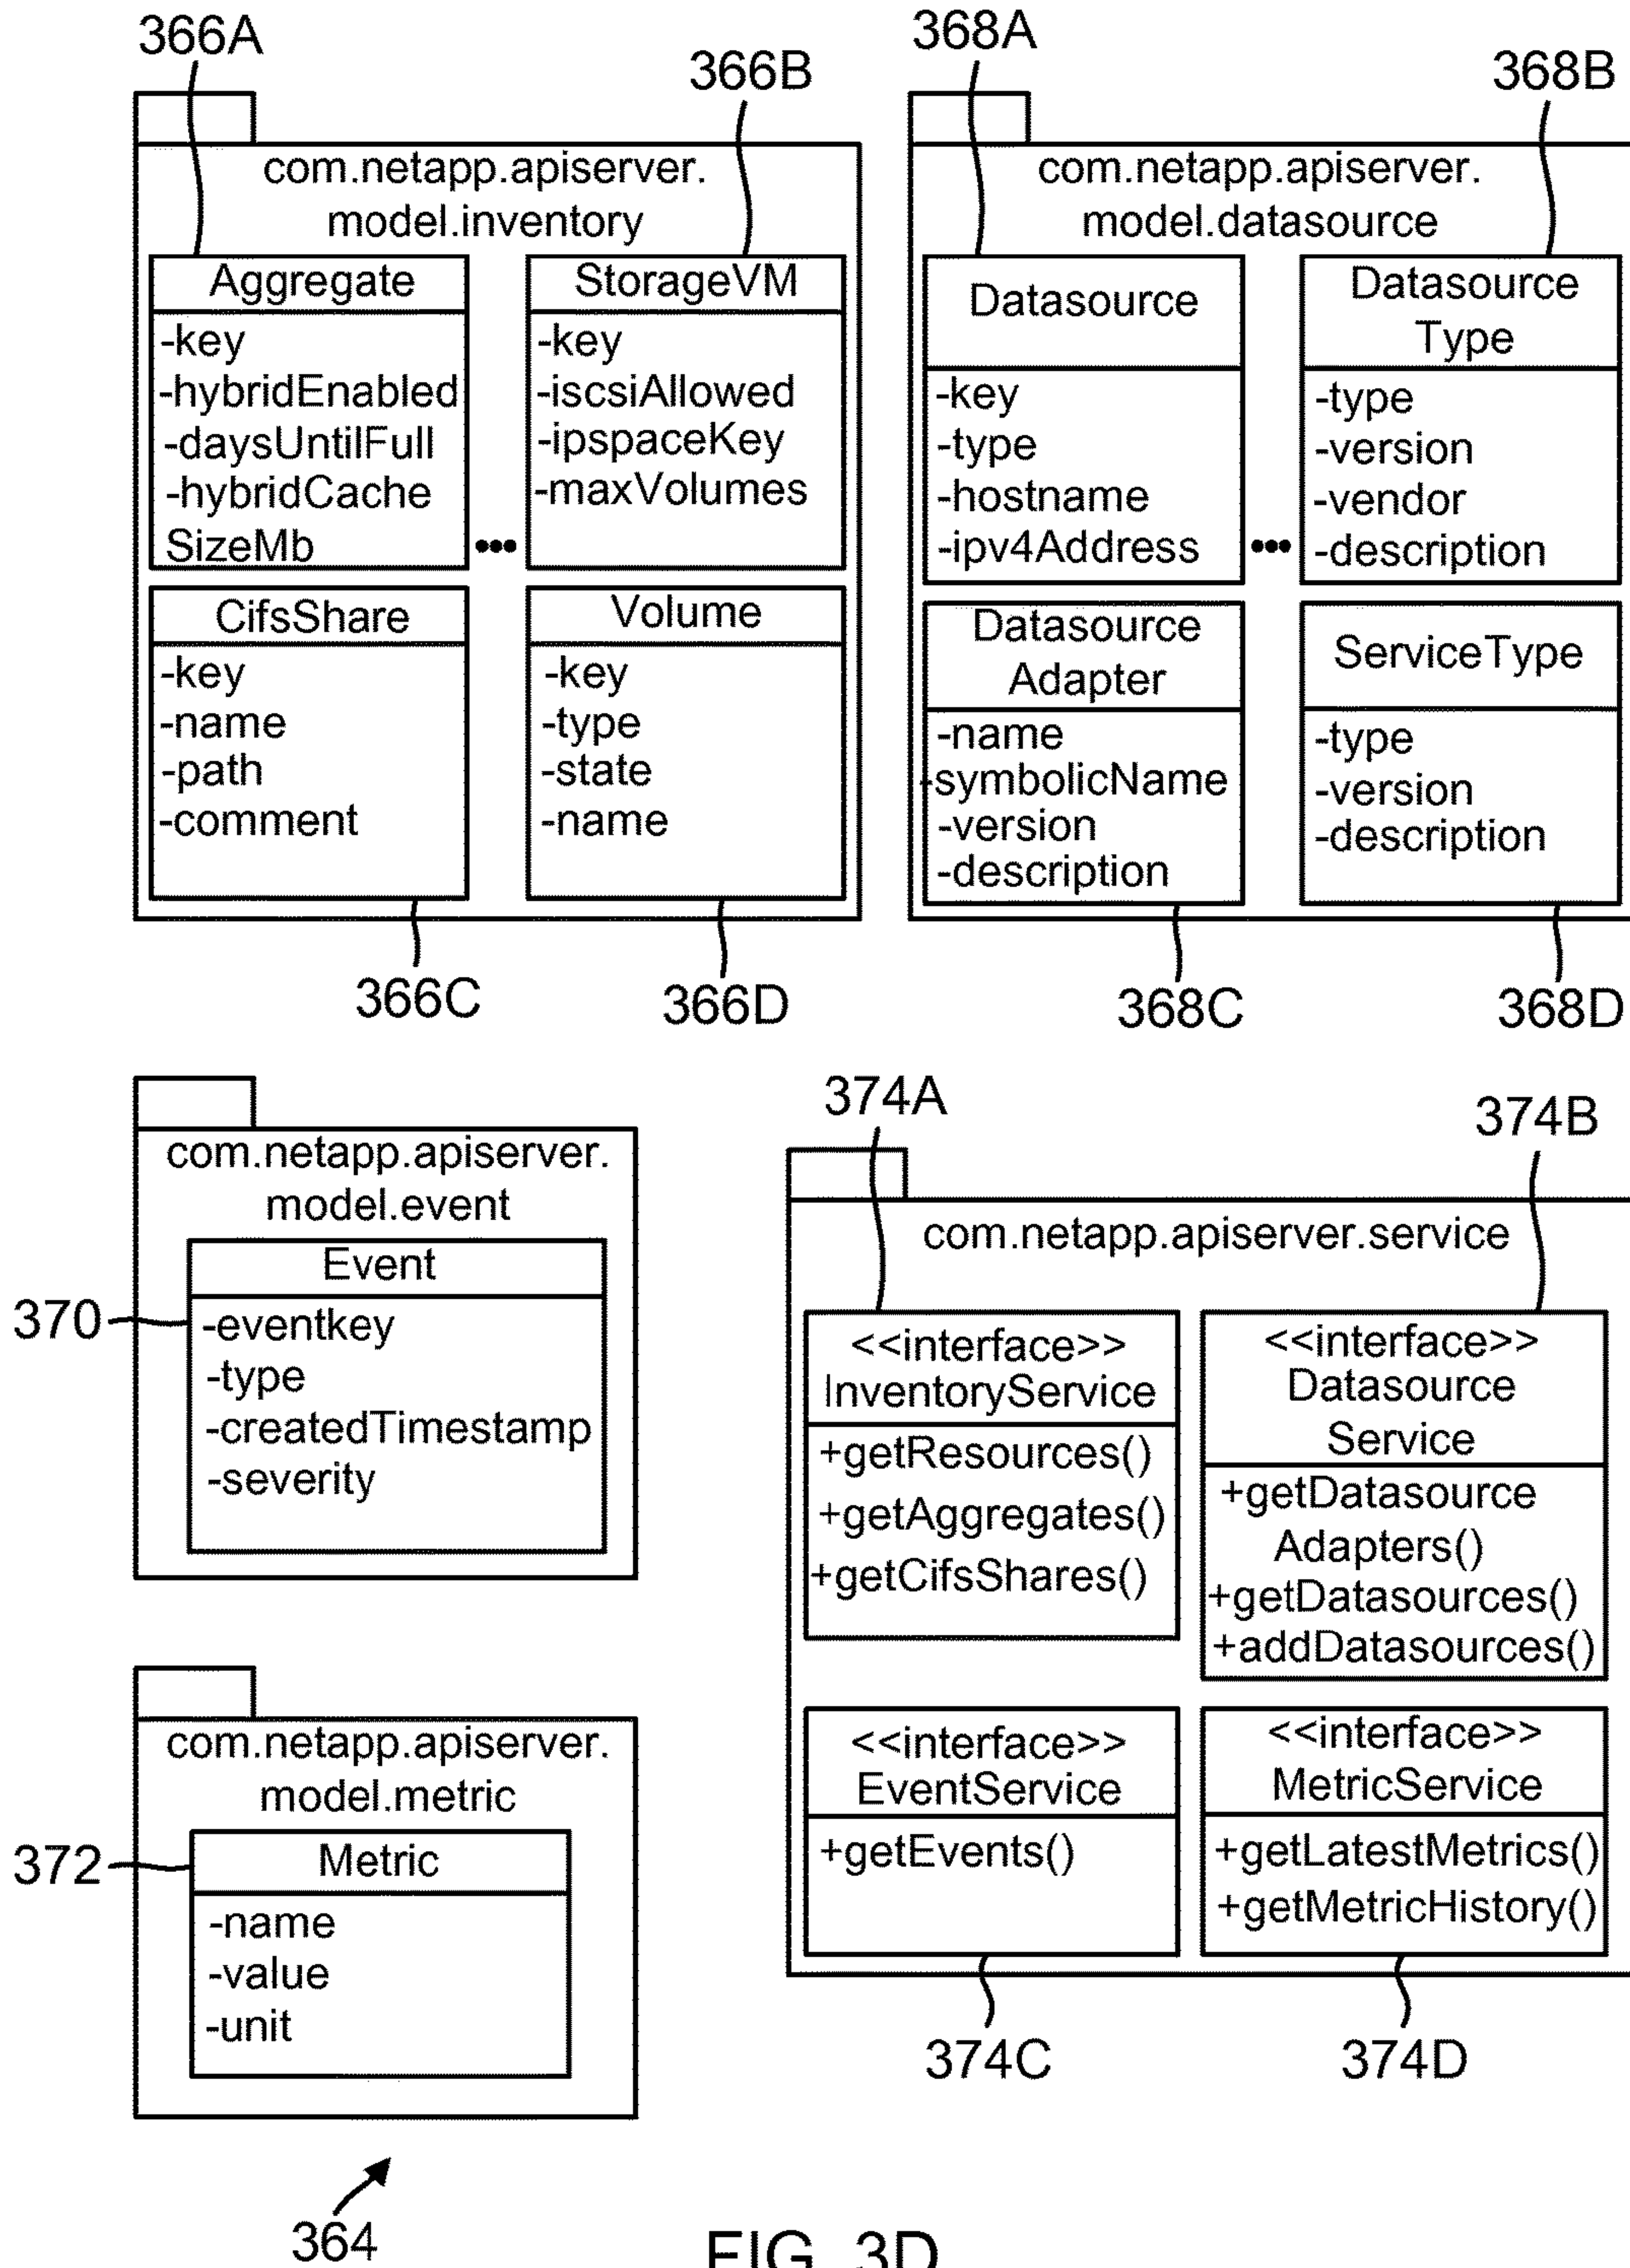 366A
366B
com.netapp.apiserver.
model.inventory
Aggregate
-key
-hybridEnabled
-daysUntilFull
-hybridCache
SizeMb
StorageVM
-key
-iscsiAllowed
-ipspaceKey
-maxVolumes
•••
CifsShare
-key
-name
-path
-comment
Volume
-key
-type
-state
-name
366C
366D
368A
368B
com.netapp.apiserver.
model.datasource
Datasource
-key
-type
-hostname
-ipv4Address
•••
Datasource
Type
-type
-version
-vendor
-description
Datasource
Adapter
-name
-symbolicName
-version
-description
ServiceType
-type
-version
-description
368C
368D
com.netapp.apiserver.
model.event
Event
370
-eventkey
-type
-createdTimestamp
-severity
com.netapp.apiserver.
model.metric
372
Metric
-name
-value
-unit
374A
374B
com.netapp.apiserver.service
<<interface>>
InventoryService
+getResources()
+getAggregates()
+getCifsShares()
<<interface>>
Datasource
Service
+getDatasource
Adapters()
+getDatasources()
+addDatasources()
<<interface>>
EventService
+getEvents()
<<interface>>
MetricService
+getLatestMetrics()
+getMetricHistory()
374C
374D
364
FIG. 3D